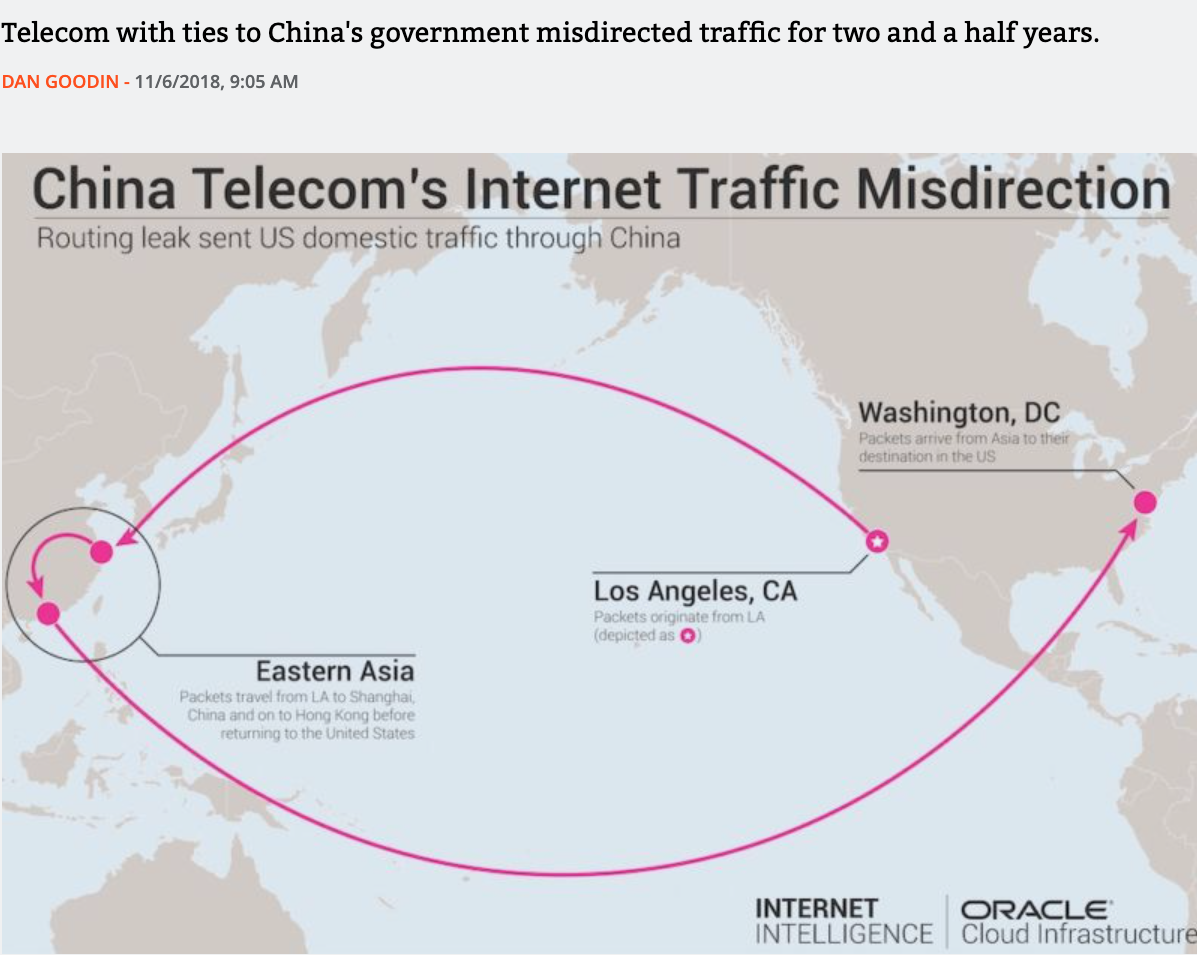 Telecom with ties to China's government misdirected traffic for two and a half years.
DAN GOODIN - 11/6/2018, 9:05 AM
China Telecom's Internet Traffic Misdirection
Routing leak sent US domestic traffic through China
Washington, DC
Packets arrive from Asia to their
destination in the US
Los Angeles, CA
Packets originate from LA
(depicted as )
Eastern Asia
Packets travel from LA to Shanghai,
China and on to Hong Kong before
returning to the United States
INTERNET
INTELLIGENCE
ORACLE
Cloud Infrastructure